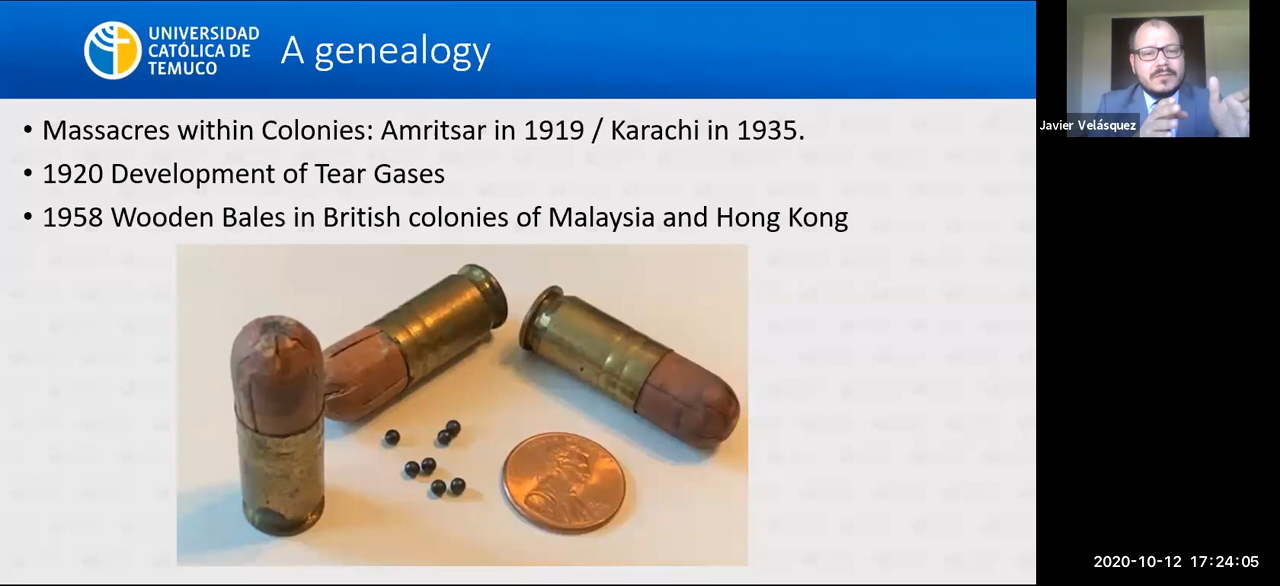 UNIVERSIDAD
CATÓLICA DE
TEMUCO
A genealogy
• Massacres within Colonies: Amritsar in 1919 / Karachi in 1935.
• 1920 Development of Tear Gases
• 1958 Wooden Bales in British colonies of Malaysia and Hong Kong
Javier Velásquez
2020-10-12 17:24:05